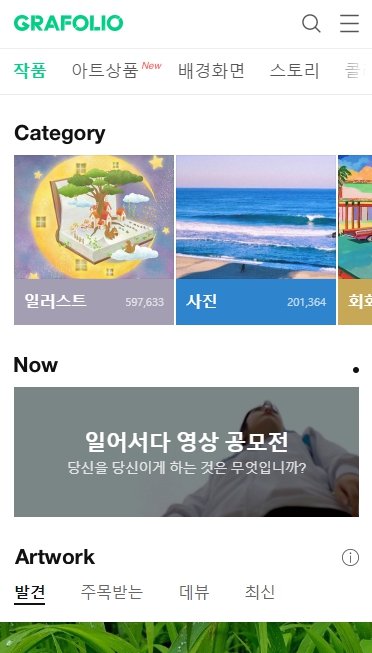 GRAFOLIO
작품 아트상품 New 배경화면 스토리
Category
일러스트 597,633
사진 201,364
Now
일어서다 영상 공모전
당신을 당신이게 하는 것은 무엇입니까?
Artwork
발견 주목받는 데뷰 최신